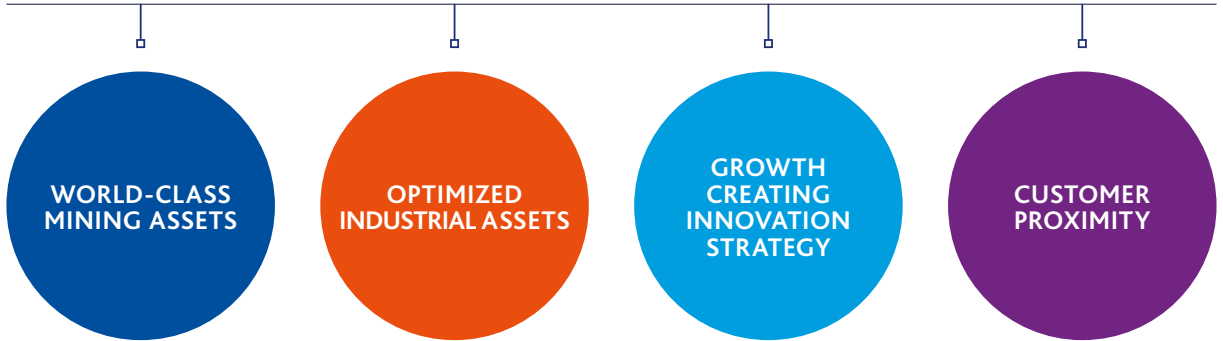 WORLD-CLASS
MINING ASSETS
OPTIMIZED
INDUSTRIAL ASSETS
GROWTH
CREATING
INNOVATION
STRATEGY
CUSTOMER
PROXIMITY